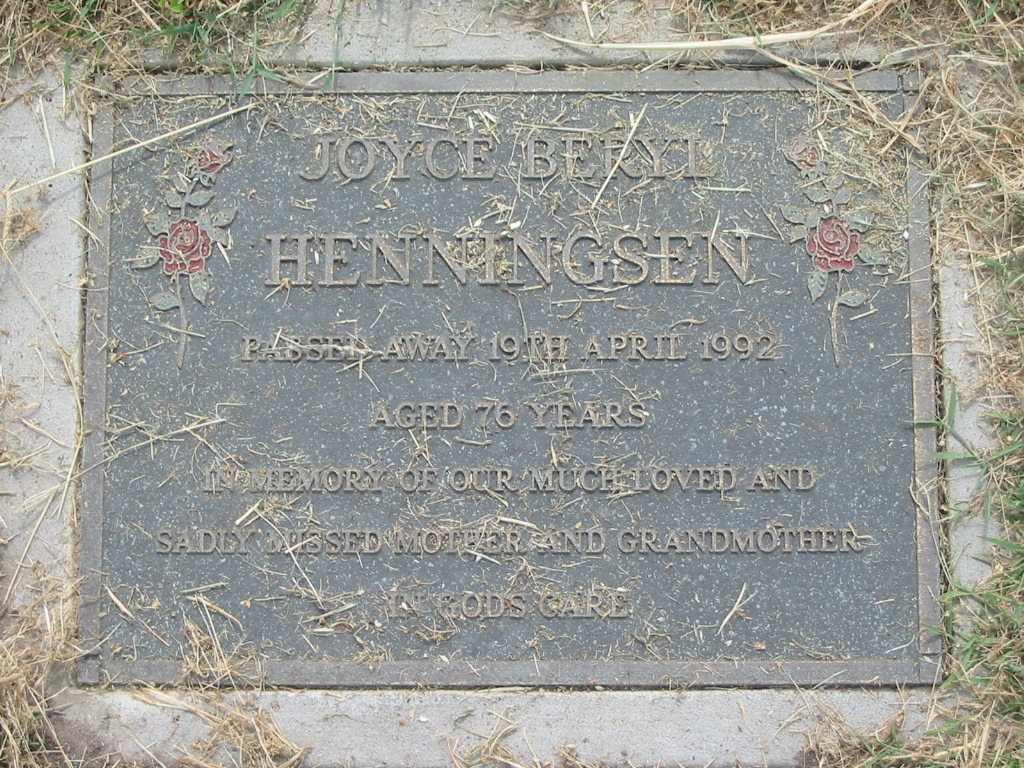 JOYCE BERYL
HENNINGSEN
PASSED AWAY 19TH APRIL 1992
AGED 76 YEARS
IN MEMORY OF OUR MUCH LOVED AND
SADLY MISSED MOTHER AND GRANDMOTHER
IN GODS CARE